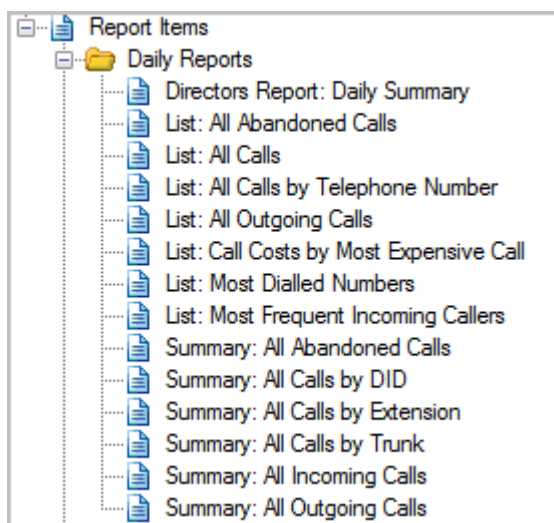 Report Items
Daily Reports
Directors Report: Daily Summary
List: All Abandoned Calls
List: All Calls
List: All Calls by Telephone Number
List: All Outgoing Calls
List: Call Costs by Most Expensive Call
List: Most Dialled Numbers
List: Most Frequent Incoming Callers
Summary: All Abandoned Calls
Summary: All Calls by DID
Summary: All Calls by Extension
Summary: All Calls by Trunk
Summary: All Incoming Calls
Summary: All Outgoing Calls